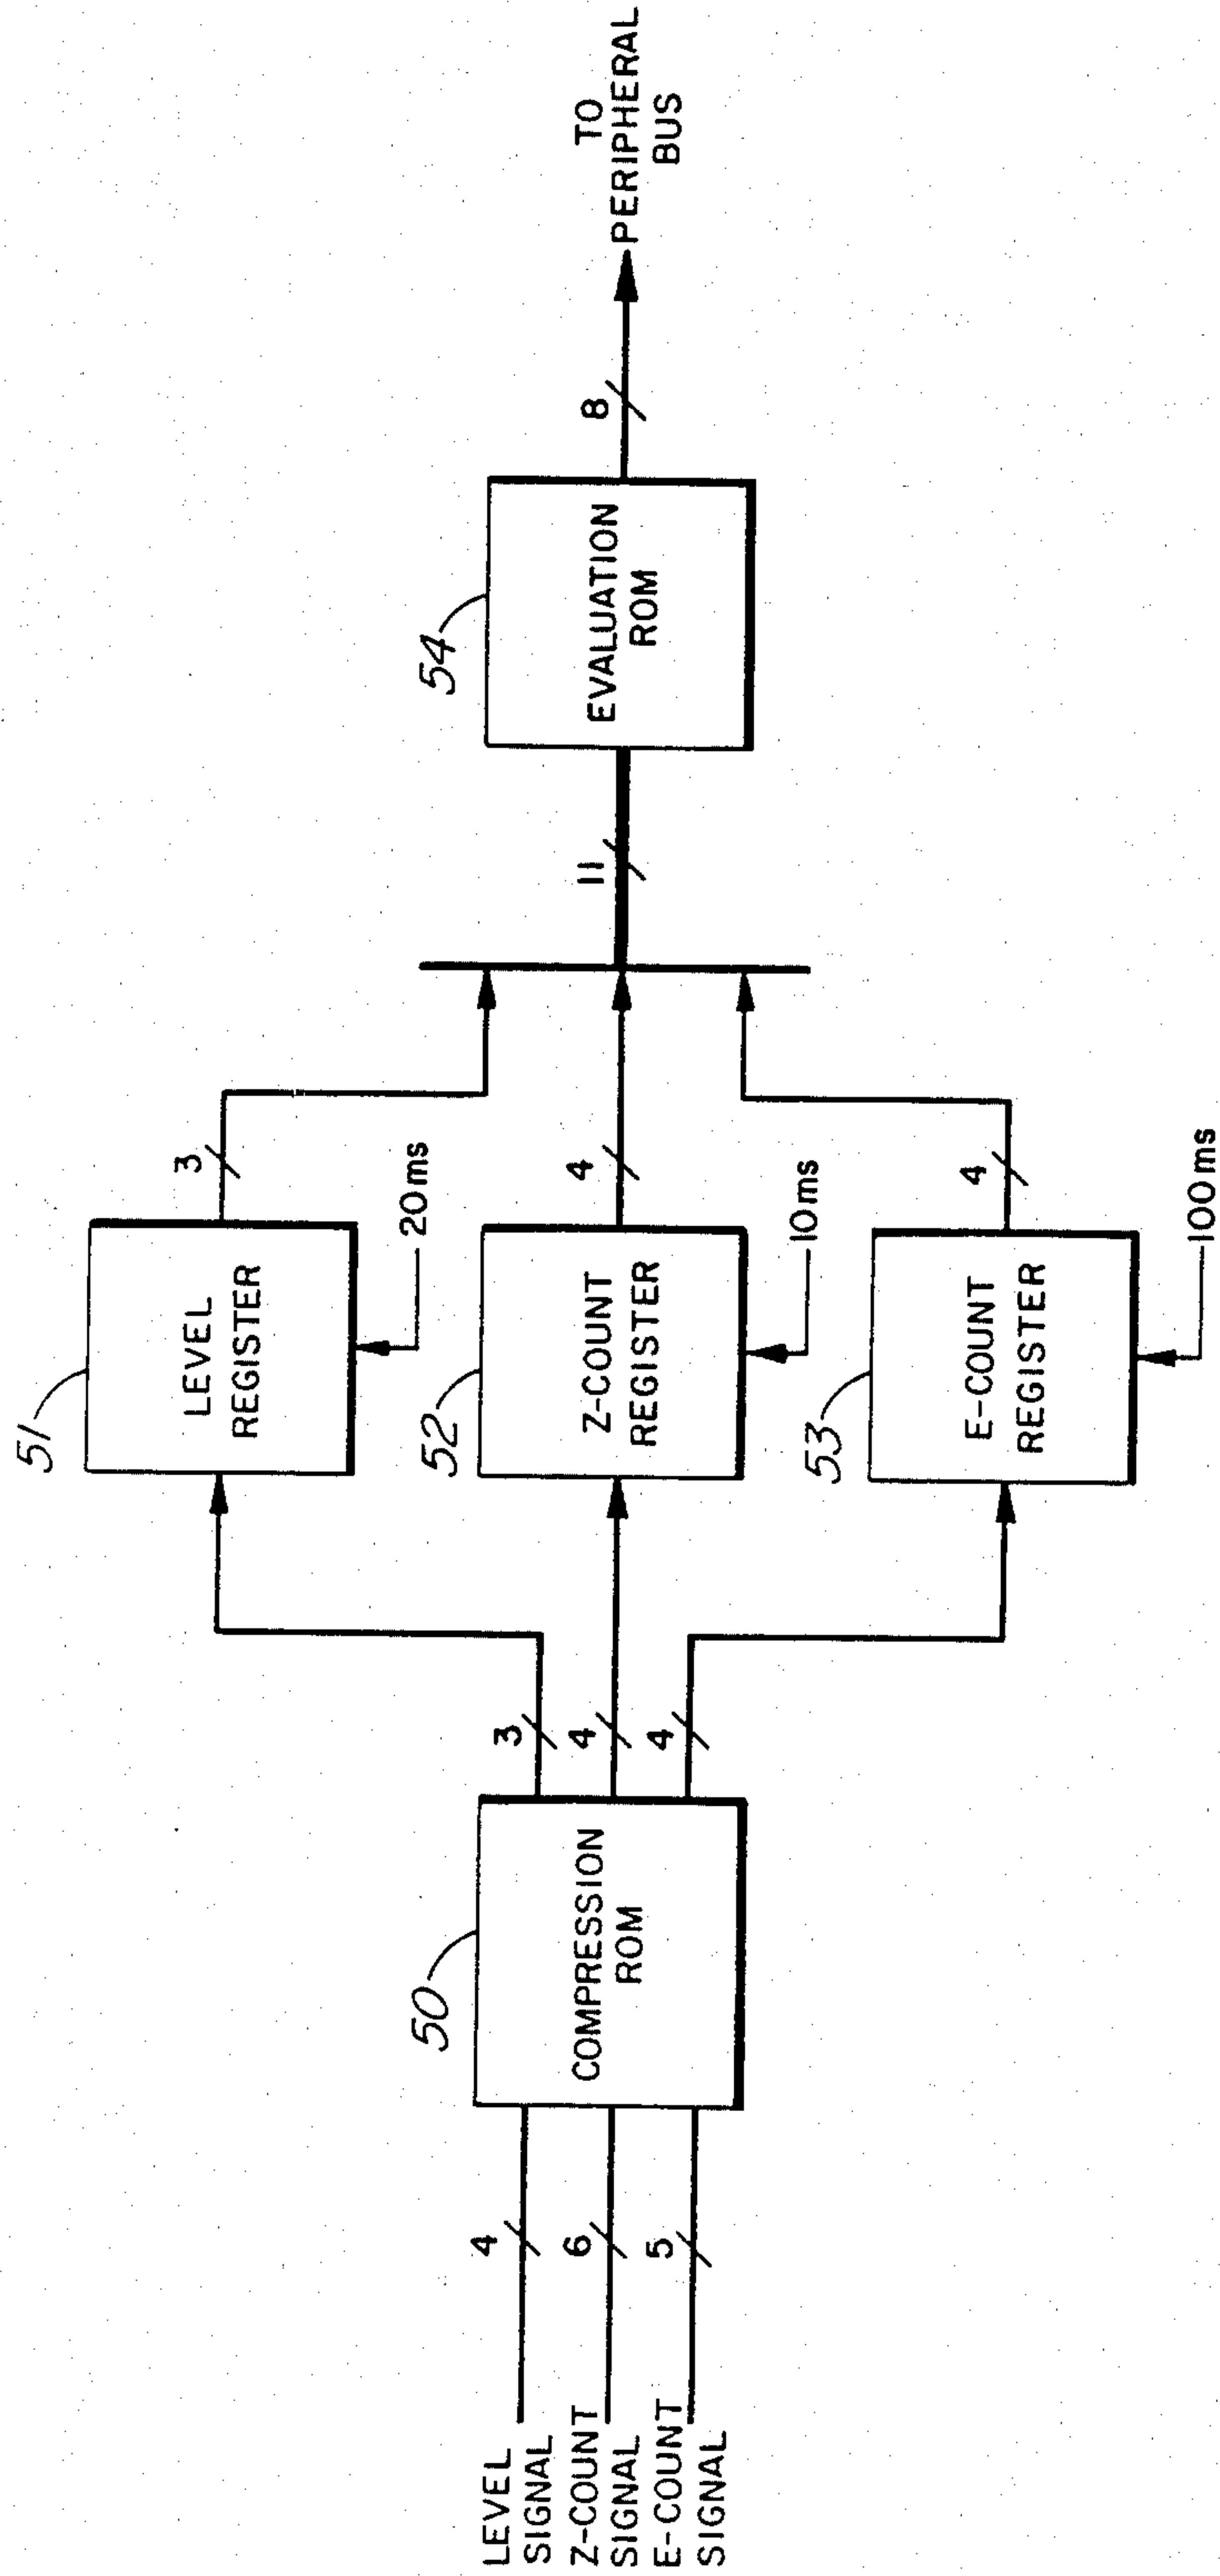 LEVEL
SIGNAL
Z-COUNT
SIGNAL
E-COUNT
SIGNAL
4
6
5
50
COMPRESSION
ROM
3
4
4
51
LEVEL
REGISTER
20ms
3
52
Z-COUNT
REGISTER
10ms
4
53
E-COUNT
REGISTER
100ms
4
11
54
EVALUATION
ROM
8
TO
PERIPHERAL
BUS